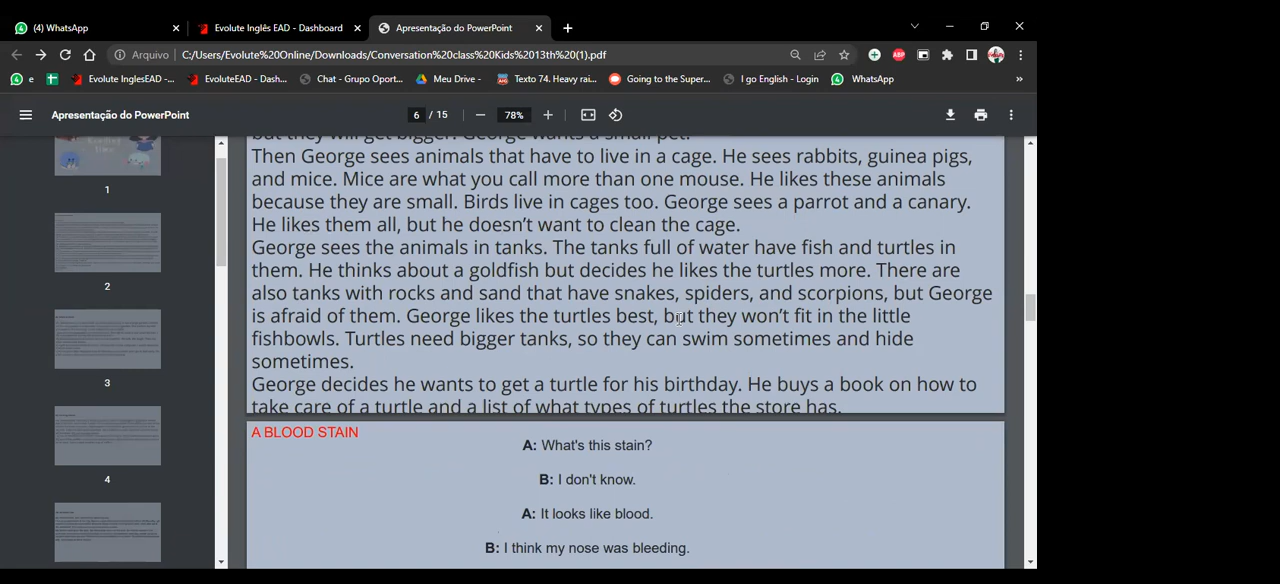 (4) WhatsApp
Evolute Inglês EAD - Dashboard
Apresentação do PowerPoint
Arquivo
C:/Users/Evolute%20Online/Downloads/Conversation%20class%20Kids%2013th%20(1).pdf
e
Evolute InglesEAD -...
EvoluteEAD - Dash...
Chat - Grupo Oport...
Meu Drive -
Texto 74. Heavy rai...
Going to the Super...
I go English - Login
WhatsApp
»
Apresentação do PowerPoint
6 / 15
78%
1
2
3
4
but they will get bigger. George wants a small pet.
Then George sees animals that have to live in a cage. He sees rabbits, guinea pigs,
and mice. Mice are what you call more than one mouse. He likes these animals
because they are small. Birds live in cages too. George sees a parrot and a canary.
He likes them all, but he doesn’t want to clean the cage.
George sees the animals in tanks. The tanks full of water have fish and turtles in
them. He thinks about a goldfish but decides he likes the turtles more. There are
also tanks with rocks and sand that have snakes, spiders, and scorpions, but George
is afraid of them. George likes the turtles best, but they won’t fit in the little
fishbowls. Turtles need bigger tanks, so they can swim sometimes and hide
sometimes.
George decides he wants to get a turtle for his birthday. He buys a book on how to
take care of a turtle and a list of what types of turtles the store has.
A BLOOD STAIN
A: What's this stain?
B: I don't know.
A: It looks like blood.
B: I think my nose was bleeding.